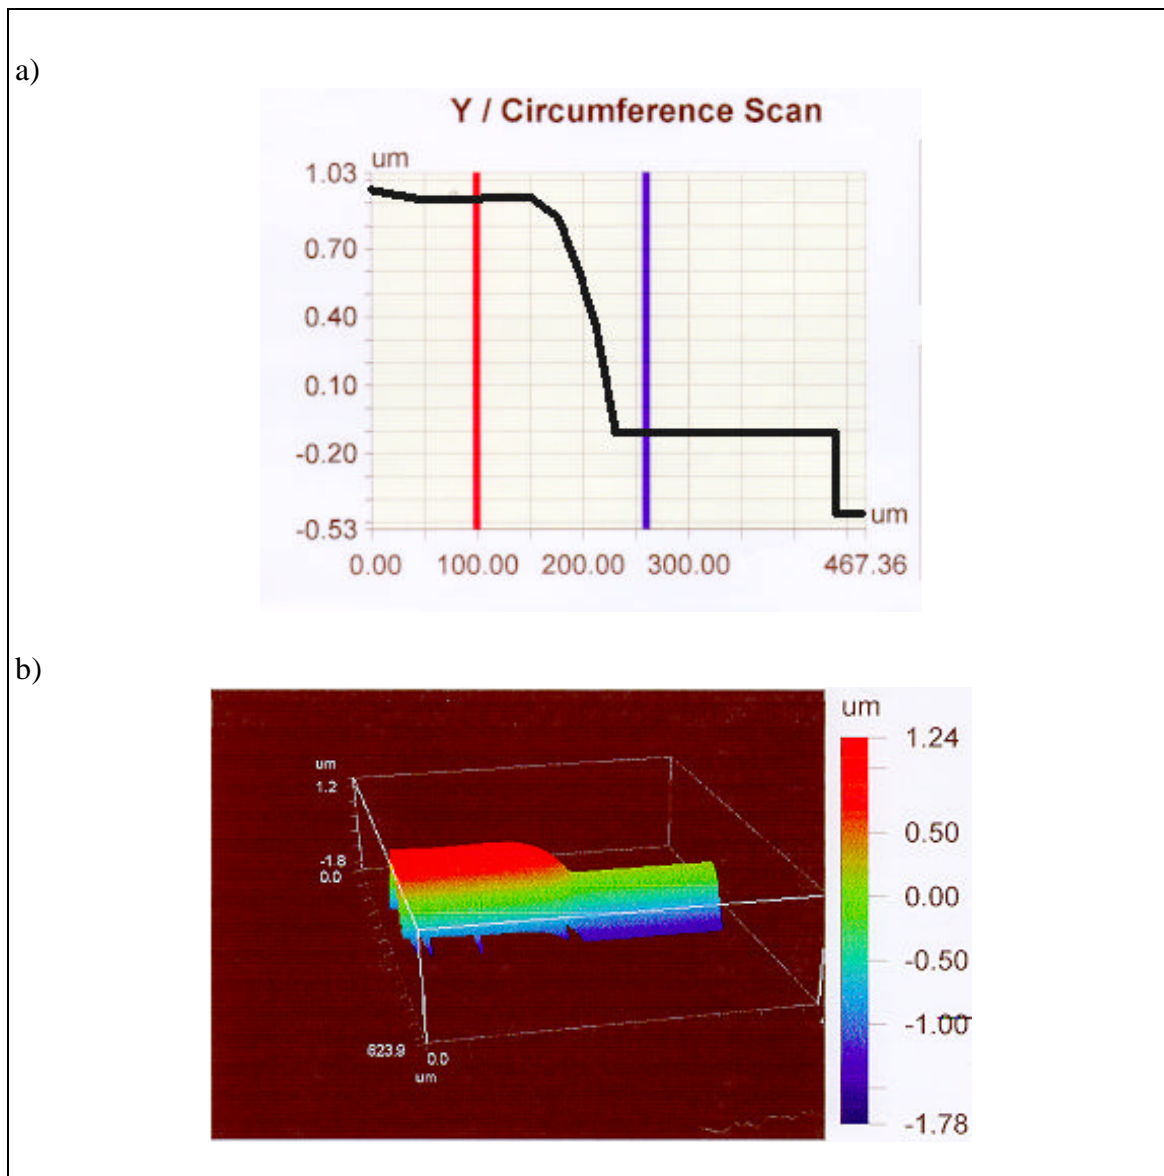 a)
Y / Circumference Scan
um
1.03
0.70
0.40
0.10
-0.20
-0.53
um
0.00 100.00 200.00 300.00 467.36
b)
um
1.24
0.50
0.00
-0.50
-1.00
-1.78
um
1.2
-1.8
0.0
623.9 0.0
um